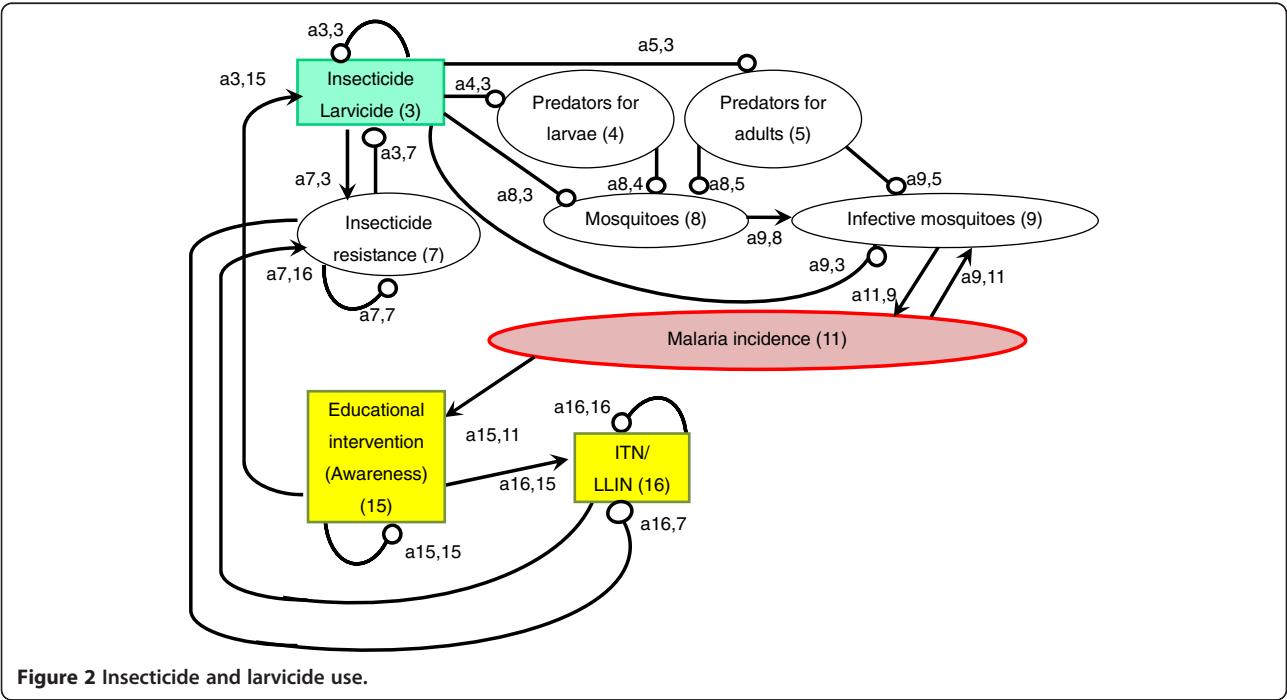 a3,3
a5,3
a3,15
Insecticide
Larvicide (3)
a4,3
Predators for
larvae (4)
Predators for
adults (5)
a3,7
a7,3
a8,3
a8,4
a8,5
a9,5
Insecticide
resistance (7)
Mosquitoes (8)
a9,8
Infective mosquitoes (9)
a7,16
a9,3
a11,9
a9,11
a7,7
Malaria incidence (11)
Educational
intervention
(Awareness)
(15)
a15,11
a16,16
ITN/
LLIN (16)
a16,15
a16,7
a15,15
Figure 2 Insecticide and larvicide use.